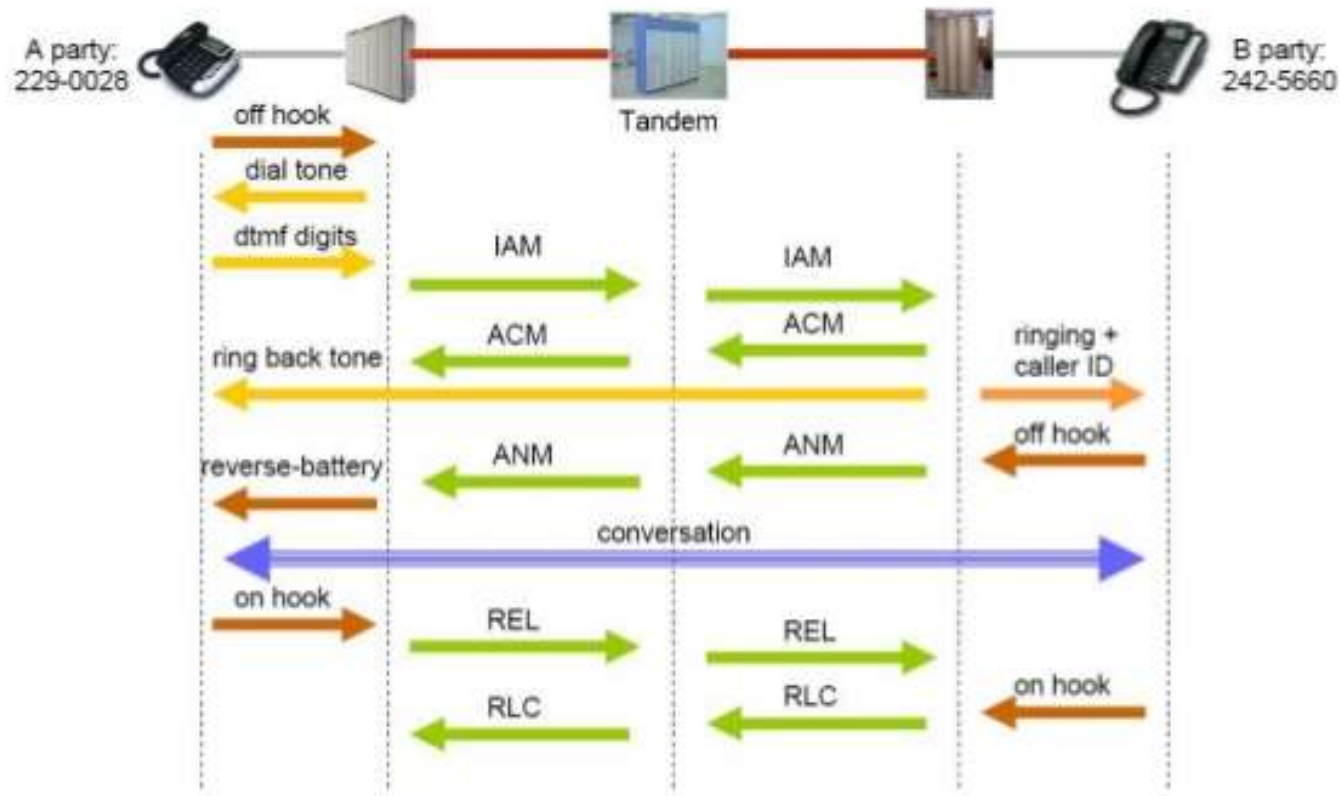 A party:
229-0028
B party:
242-5660
Tandem
off hook
dial tone
dtmf digits
IAM
IAM
ACM
ACM
ringing +
caller ID
ring back tone
off hook
ANM
ANM
reverse-battery
conversation
on hook
REL
REL
on hook
RLC
RLC